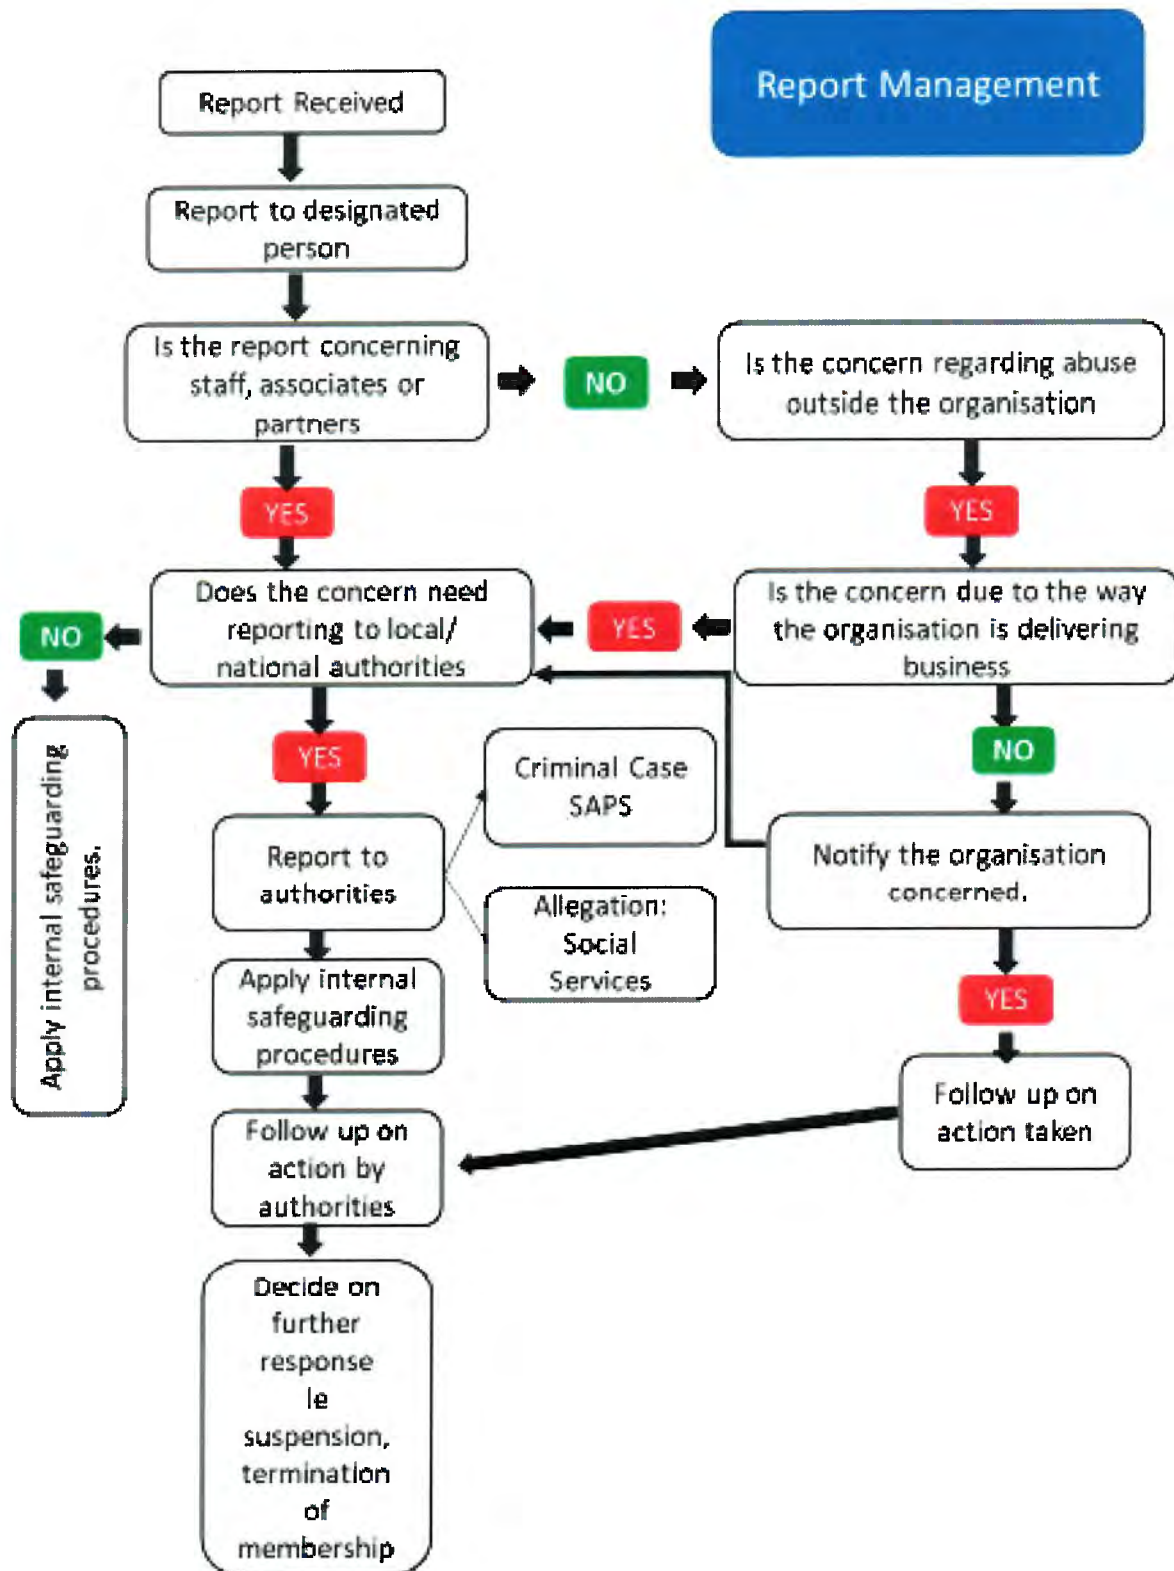 Report Management
Report Received
Report to designated
person
Is the report concerning
staff, associates or
partners
NO
Is the concern regarding abuse
outside the organisation
YES
YES
Does the concern need
reporting to local/
national authorities
YES
Is the concern due to the way
the organisation is delivering
business
NO
Apply internal safeguarding
procedures.
YES
NO
Criminal Case
SAPS
Report to
authorities
Notify the organisation
concerned.
Allegation:
Social
Services
Apply internal
safeguarding
procedures
YES
Follow up on
action by
authorities
Follow up on
action taken
Decide on
further
response
Ie
suspension,
termination
of
membership